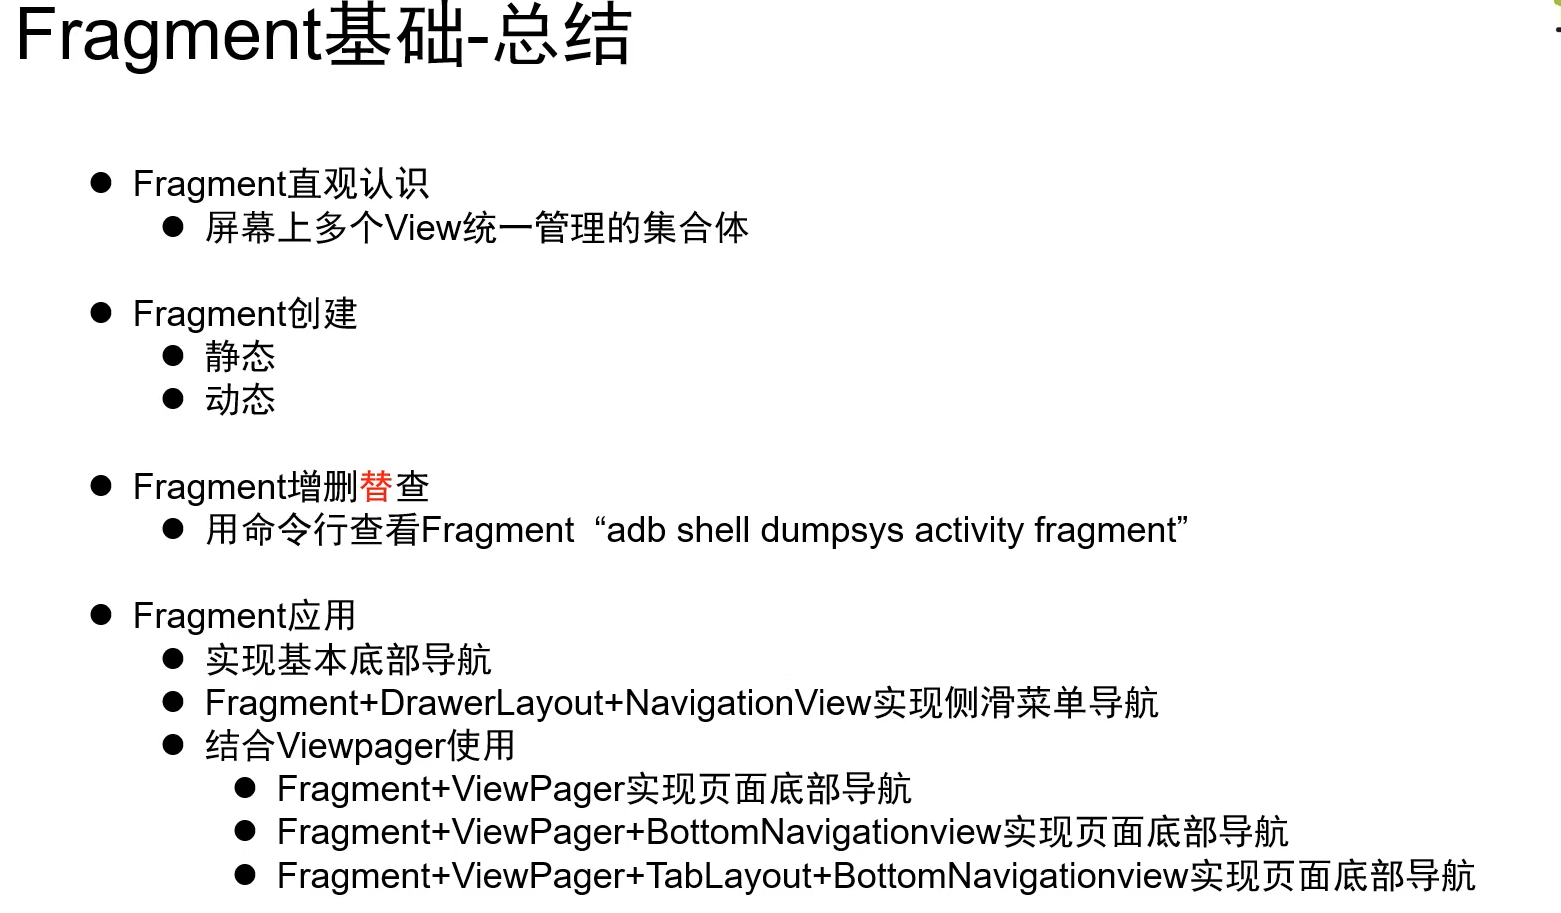 Fragment基础-总结
● Fragment直观认识
● 屏幕上多个View统一管理的集合体
● Fragment创建
● 静态
● 动态
● Fragment增删替查
● 用命令行查看Fragment “adb shell dumpsys activity fragment”
● Fragment应用
● 实现基本底部导航
● Fragment+DrawerLayout+NavigationView实现侧滑菜单导航
● 结合Viewpager使用
● Fragment+ViewPager实现页面底部导航
● Fragment+ViewPager+BottomNavigationview实现页面底部导航
● Fragment+ViewPager+TabLayout+BottomNavigationview实现页面底部导航